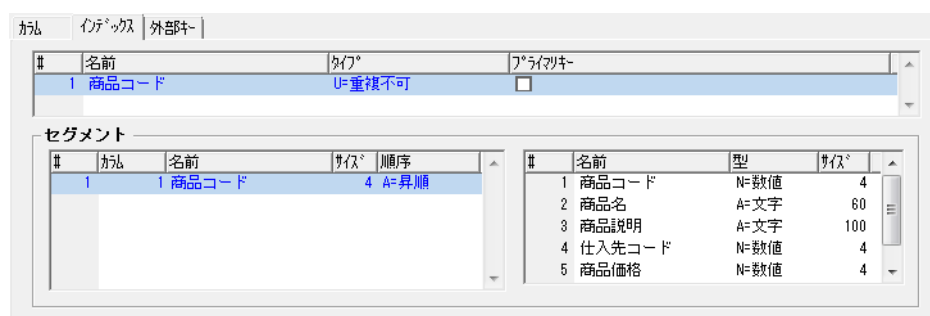 ｶﾗﾑ ｲﾝﾃﾞｯｸｽ 外部ｷｰ
# 名前 ﾀｲﾌﾟ ﾌﾟﾗｲﾏﾘｷｰ
1 商品コード U=重複不可
セグメント
# ｶﾗﾑ 名前 ｻｲｽﾞ 順序
1 1 商品コード 4 A=昇順
# 名前 型 ｻｲｽﾞ
1 商品コード N=数値 4
2 商品名 A=文字 60
3 商品説明 A=文字 100
4 仕入先コード N=数値 4
5 商品価格 N=数値 4